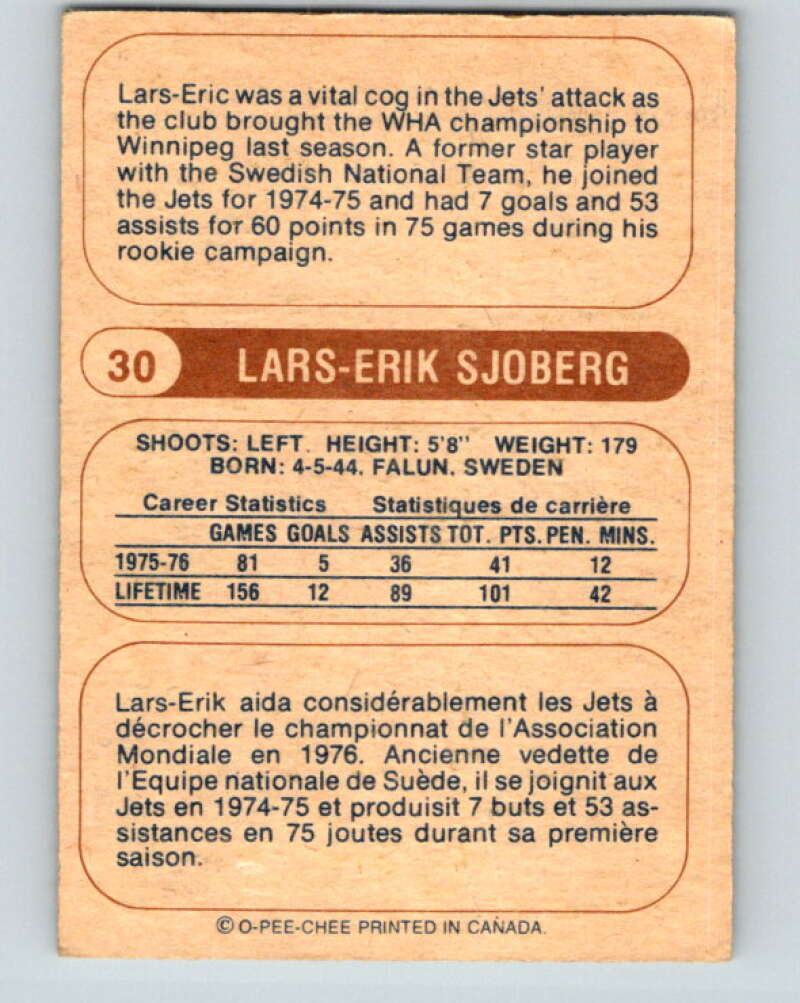 Lars-Eric was a vital cog in the Jets' attack as
the club brought the WHA championship to
Winnipeg last season. A former star player
with the Swedish National Team, he joined
the Jets for 1974-75 and had 7 goals and 53
assists for 60 points in 75 games during his
rookie campaign.
30 LARS-ERIK SJOBERG
SHOOTS: LEFT. HEIGHT: 5'8" WEIGHT: 179
BORN: 4-5-44. FALUN. SWEDEN
Career Statistics Statistiques de carrière
GAMES GOALS ASSISTS TOT. PTS. PEN. MINS.
1975-76 81 5 36 41 12
LIFETIME 156 12 89 101 42
Lars-Erik aida considérablement les Jets à
décrocher le championnat de l'Association
Mondiale en 1976. Ancienne vedette de
l'Equipe nationale de Suède, il se joignit aux
Jets en 1974-75 et produisit 7 buts et 53 as-
sistances en 75 joutes durant sa première
saison.
© O-PEE-CHEE PRINTED IN CANADA.